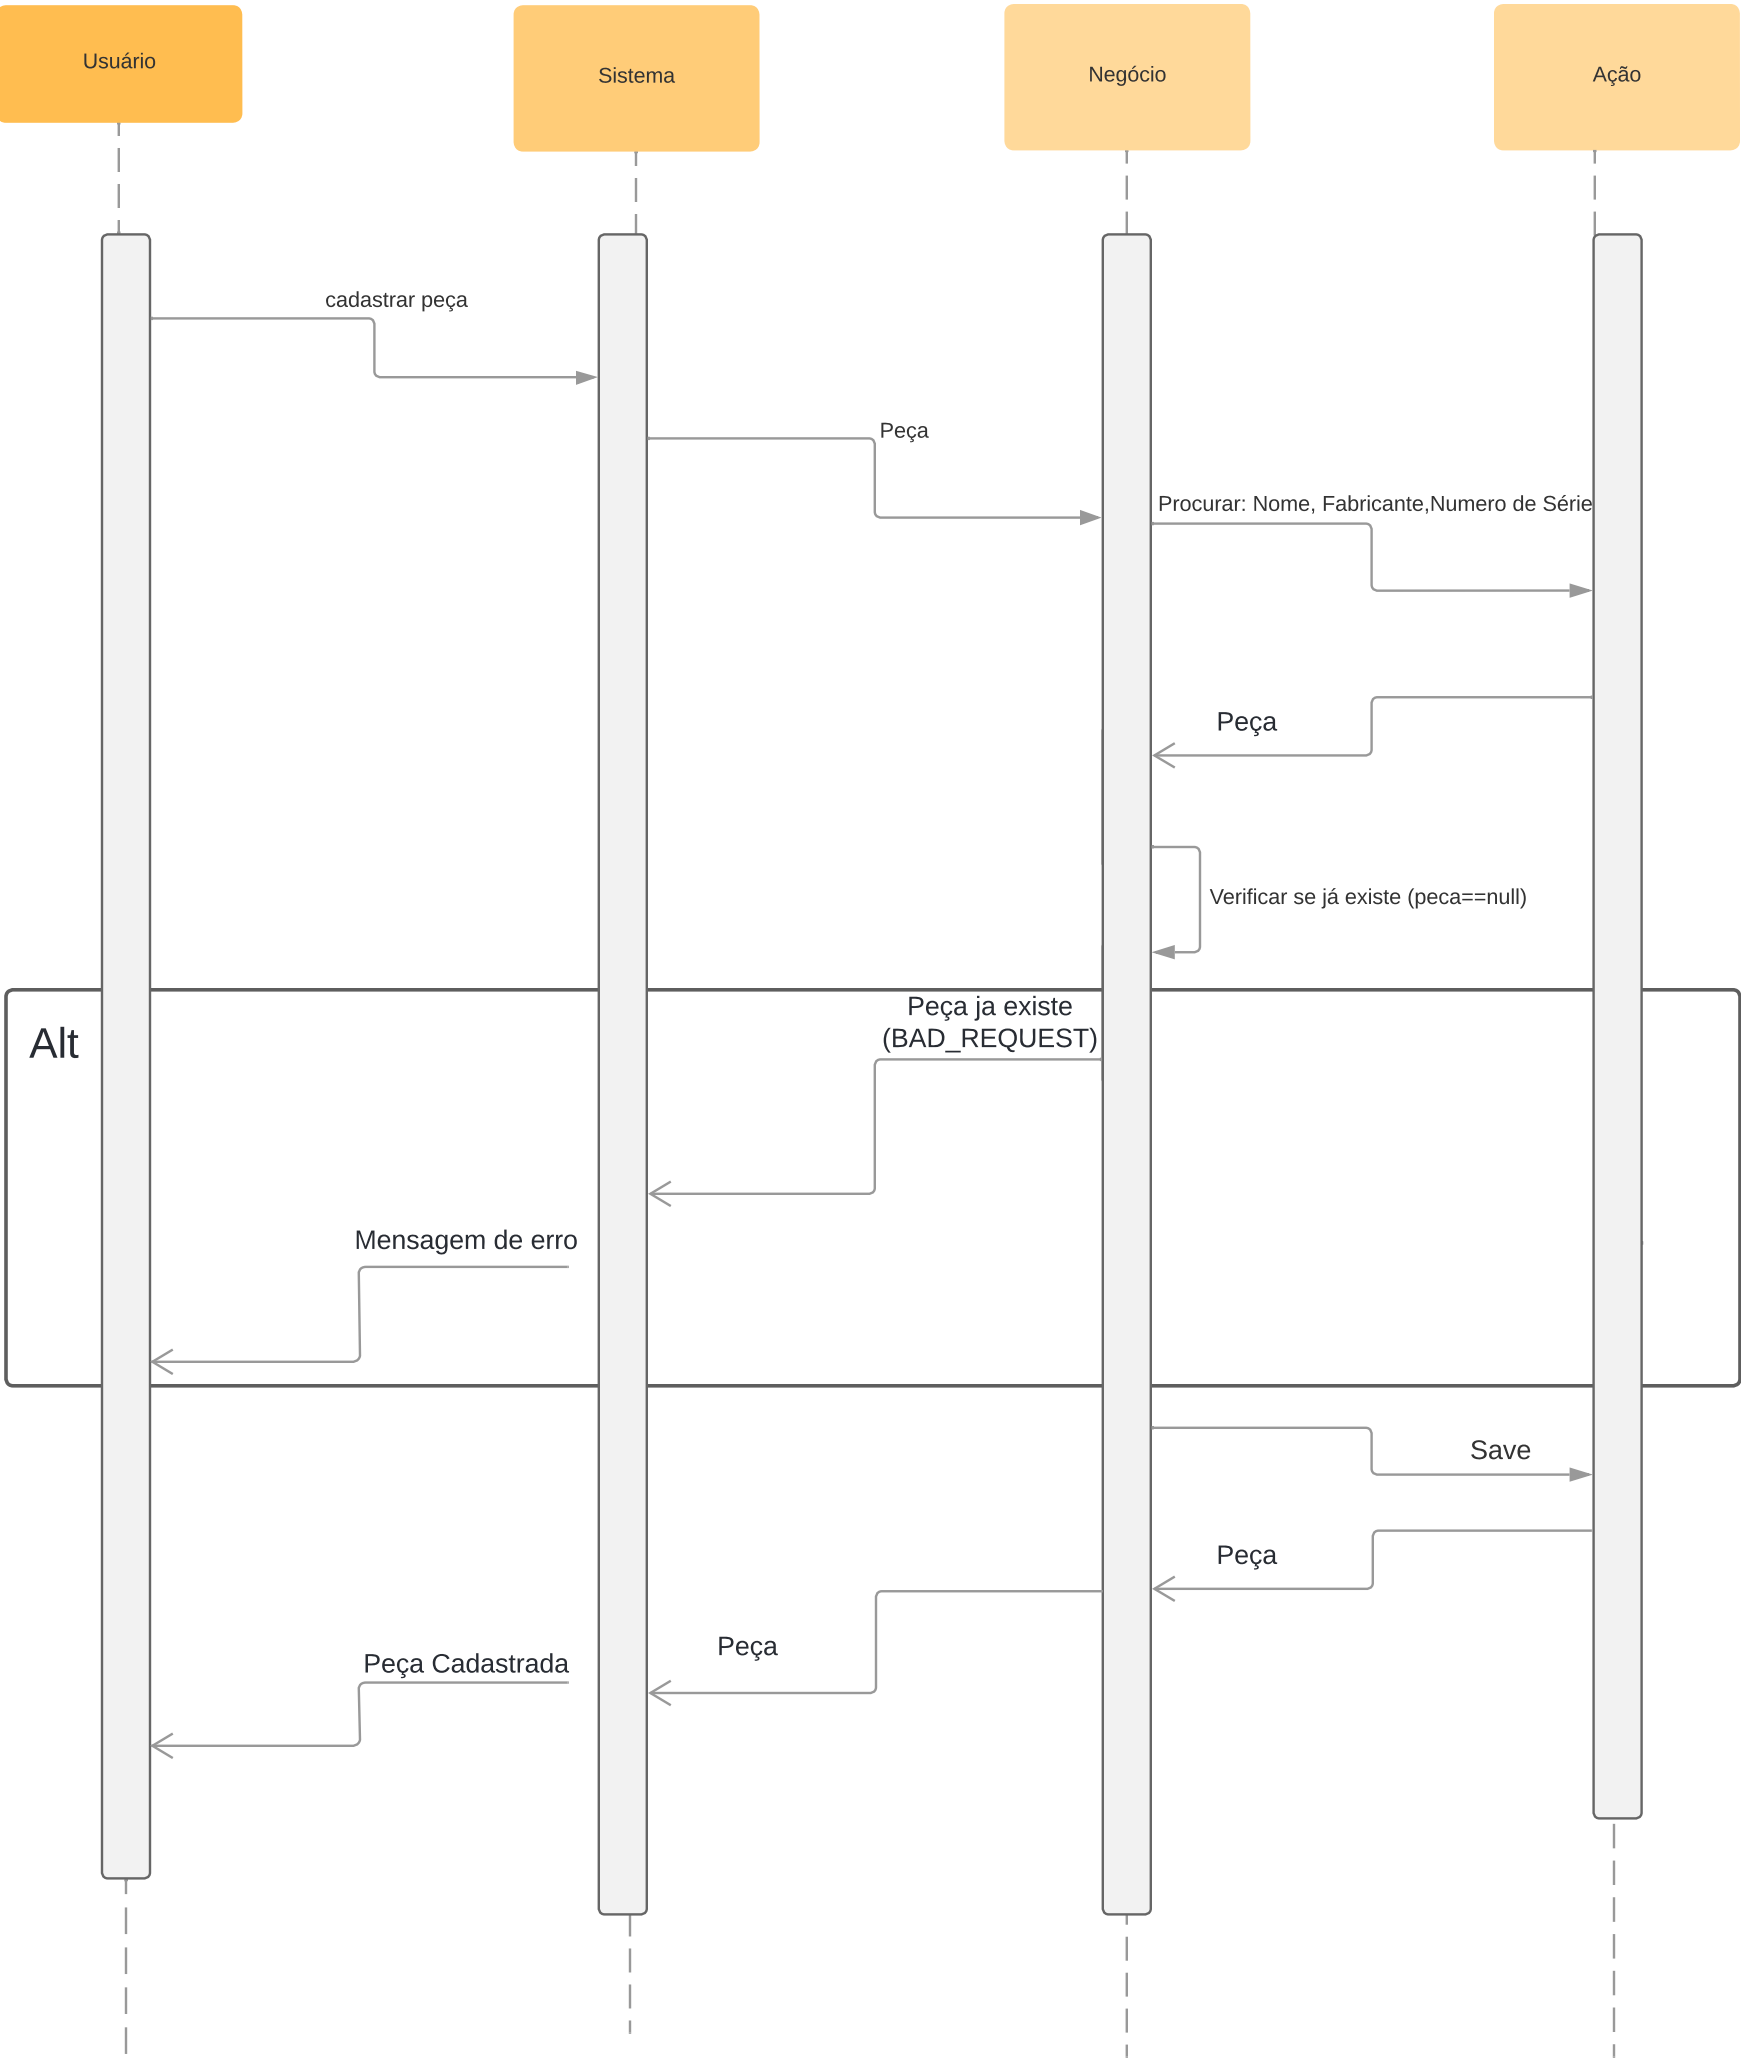 Usuário
Sistema
Negócio
Ação
cadastrar peça
Peça
Procurar: Nome, Fabricante,Numero de Série
Peça
Verificar se já existe (peca==null)
Alt
Peça ja existe
(BAD_REQUEST)
Mensagem de erro
Save
Peça
Peça
Peça Cadastrada